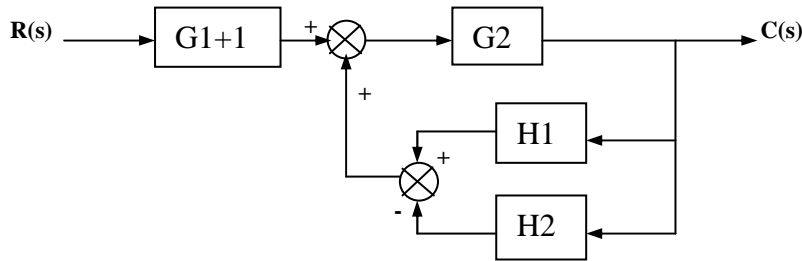 R(s)
G1+1
+
G2
C(s)
+
H1
+
-
H2